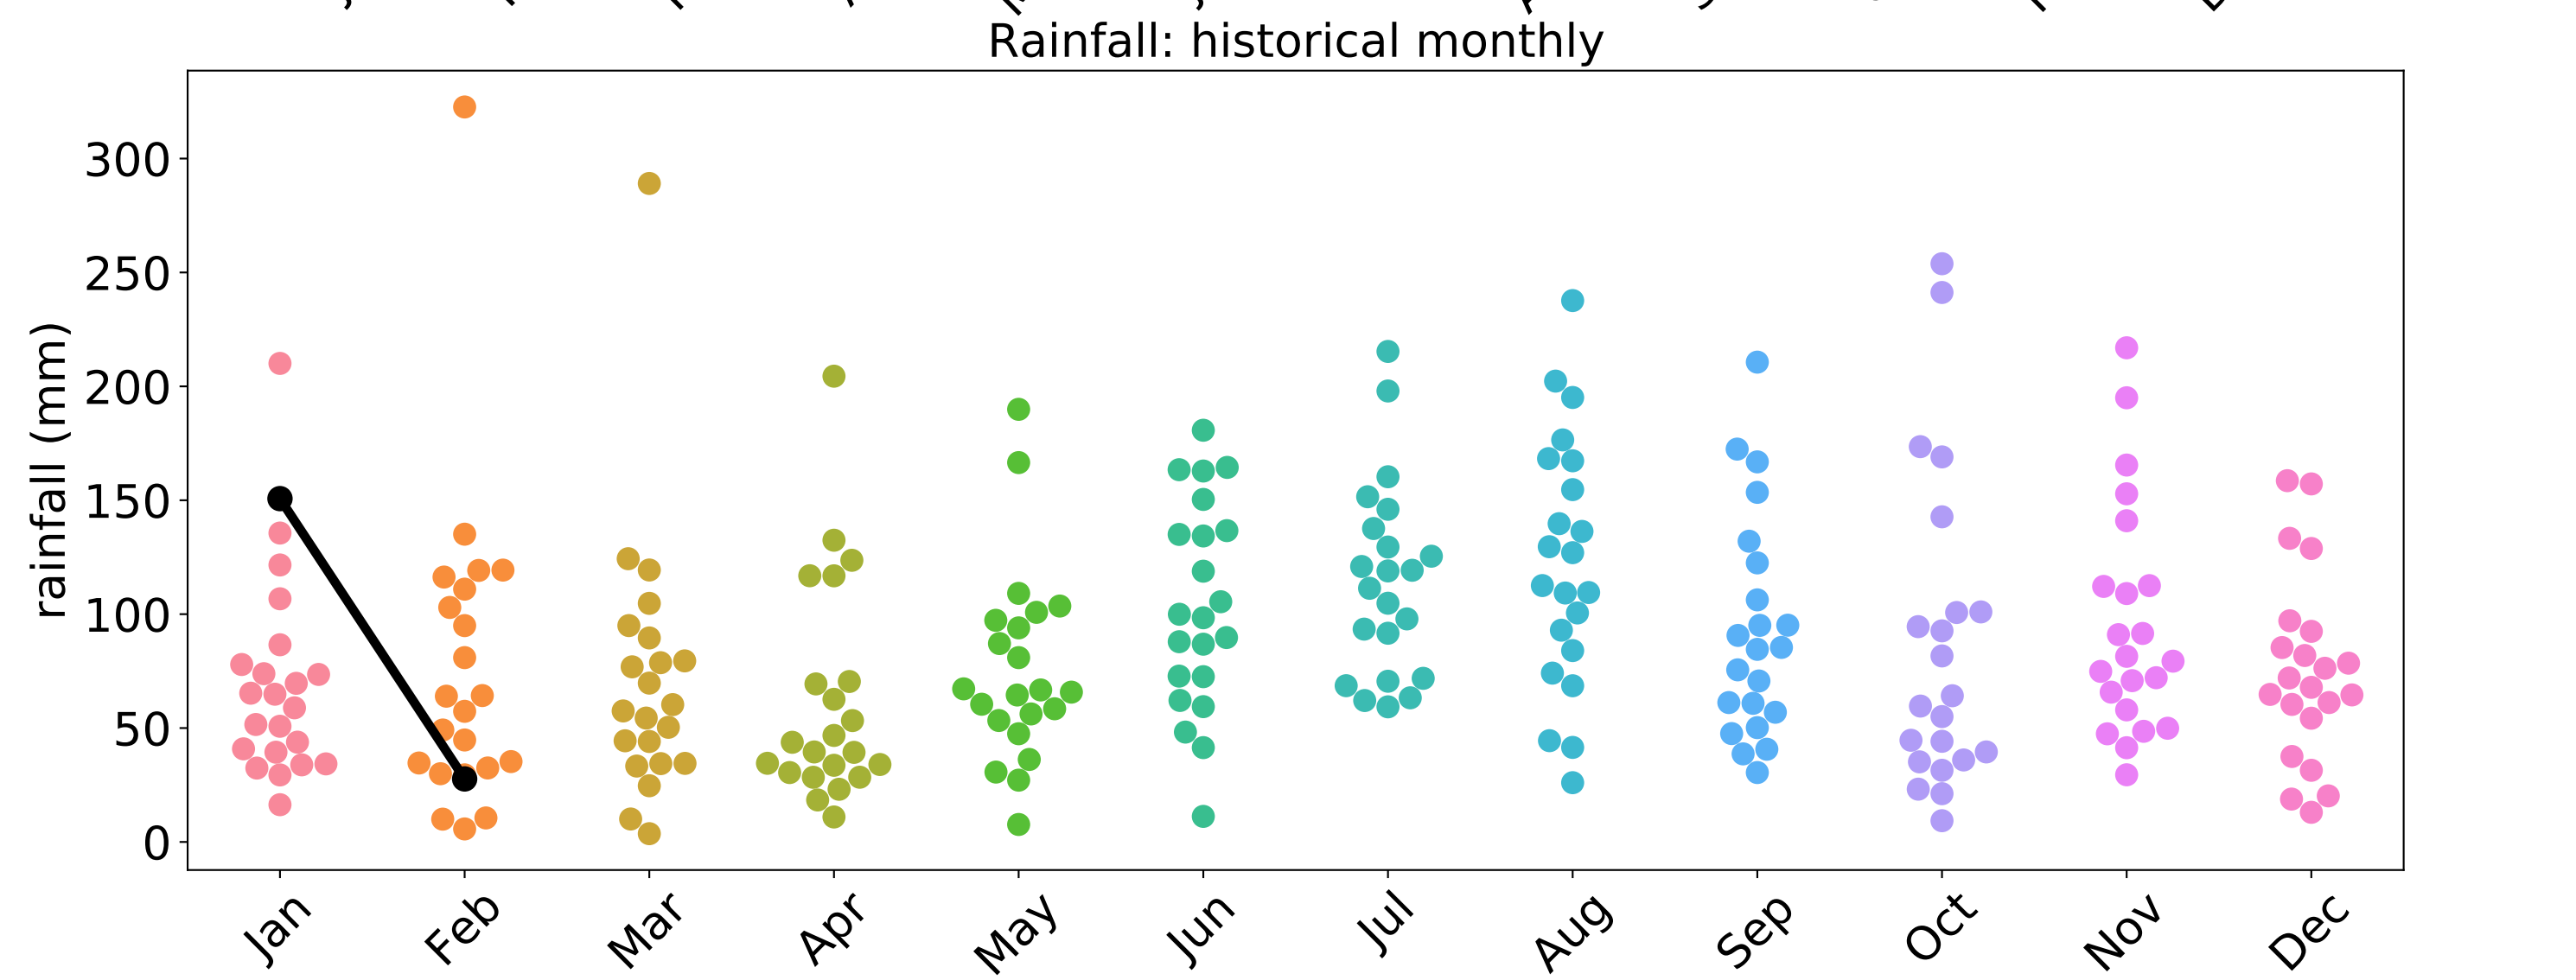 Rainfall: historical monthly
rainfall (mm)
300
250
200
150
100
50
0
Jan
Feb
Mar
Apr
May
Jun
Jul
Aug
Sep
Oct
Nov
Dec